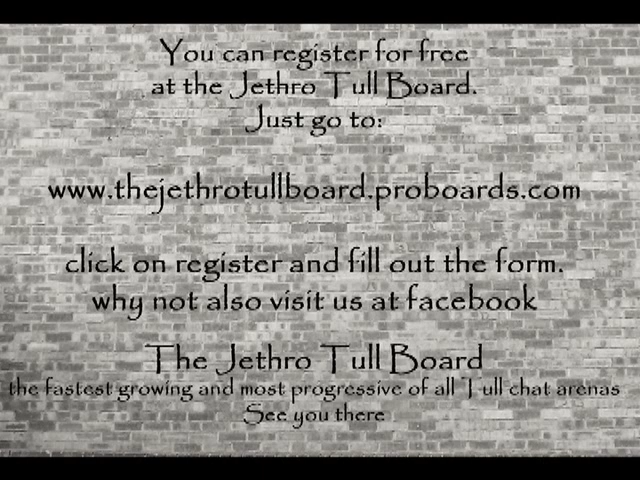 You can register for free
at the Jethro Tull Board.
Just go to:
www.thejethrotullboard.proboards.com
click on register and fill out the form.
why not also visit us at facebook
The Jethro Tull Board
the fastest growing and most progressive of all Tull chat arenas
See you there